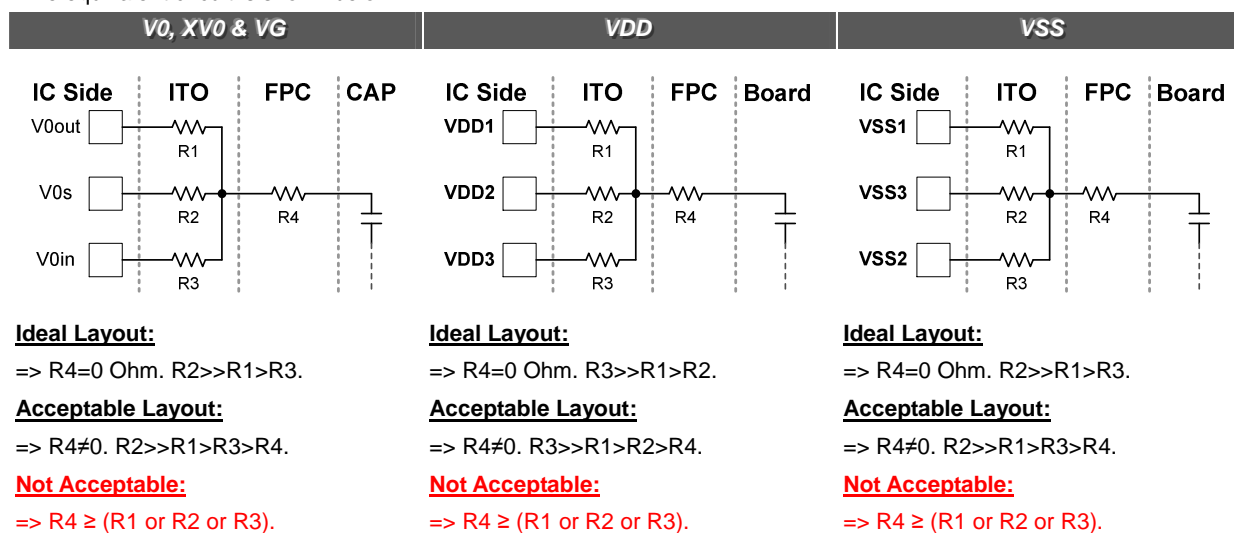 V0, XV0 & VG
IC Side ITO FPC CAP
V0out
R1
V0s
R2 R4
V0in
R3
Ideal Layout:
=> R4=0 Ohm. R2>>R1>R3.
Acceptable Layout:
=> R4≠0. R2>>R1>R3>R4.
Not Acceptable:
=> R4 ≥ (R1 or R2 or R3).
VDD
IC Side ITO FPC Board
VDD1
R1
VDD2
R2 R4
VDD3
R3
Ideal Layout:
=> R4=0 Ohm. R3>>R1>R2.
Acceptable Layout:
=> R4≠0. R3>>R1>R2>R4.
Not Acceptable:
=> R4 ≥ (R1 or R2 or R3).
VSS
IC Side ITO FPC Board
VSS1
R1
VSS3
R2 R4
VSS2
R3
Ideal Layout:
=> R4=0 Ohm. R2>>R1>R3.
Acceptable Layout:
=> R4≠0. R2>>R1>R3>R4.
Not Acceptable:
=> R4 ≥ (R1 or R2 or R3).